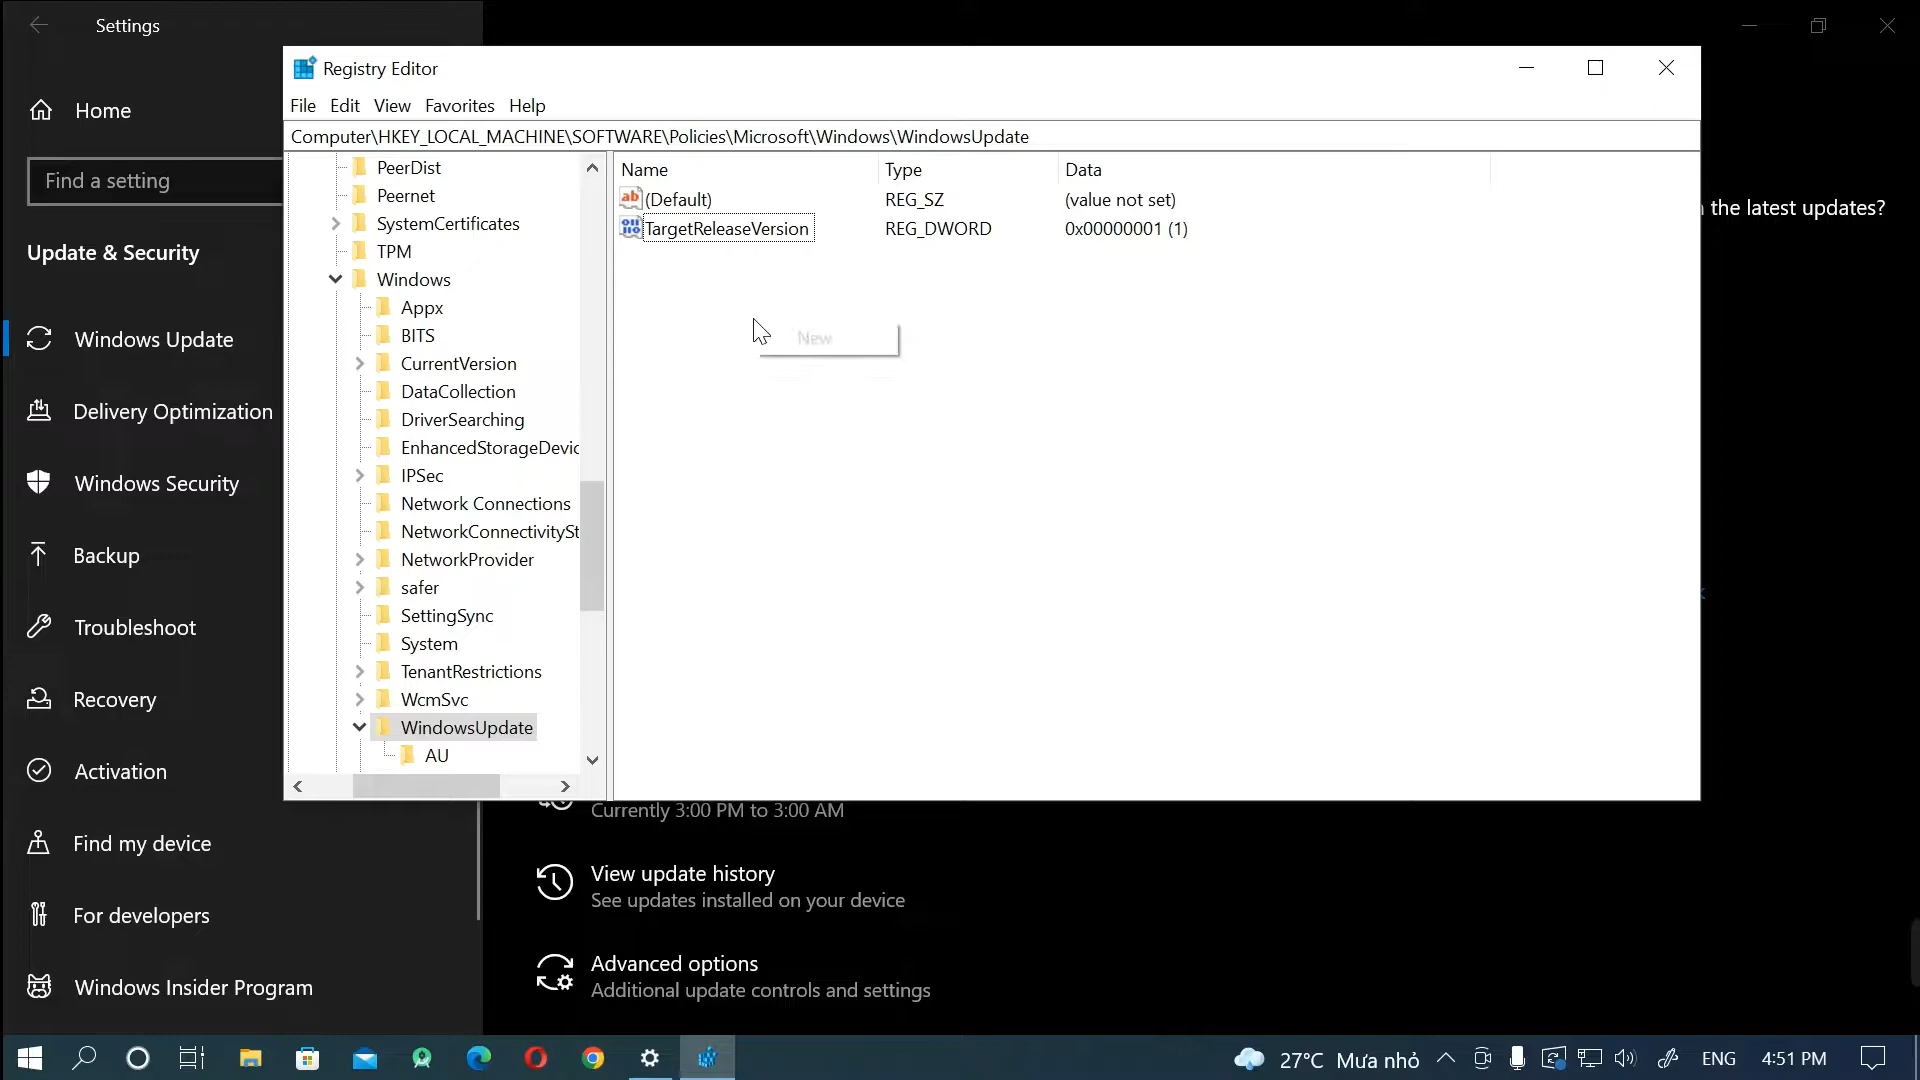 Settings
Home
Find a setting
Update & Security
Windows Update
Delivery Optimization
Windows Security
Backup
Troubleshoot
Recovery
Activation
Find my device
For developers
Windows Insider Program
Registry Editor
File Edit View Favorites Help
Computer\HKEY_LOCAL_MACHINE\SOFTWARE\Policies\Microsoft\Windows\WindowsUpdate
PeerDist
Peernet
SystemCertificates
TPM
Windows
Appx
BITS
CurrentVersion
DataCollection
DriverSearching
EnhancedStorageDevic
IPSec
Network Connections
NetworkConnectivitySt
NetworkProvider
safer
SettingSync
System
TenantRestrictions
WcmSvc
WindowsUpdate
AU
Name Type Data
(Default) REG_SZ (value not set)
TargetReleaseVersion REG_DWORD 0x00000001 (1)
New
the latest updates?
Currently 3:00 PM to 3:00 AM
View update history
See updates installed on your device
Advanced options
Additional update controls and settings
27°C Mưa nhỏ ENG 4:51 PM